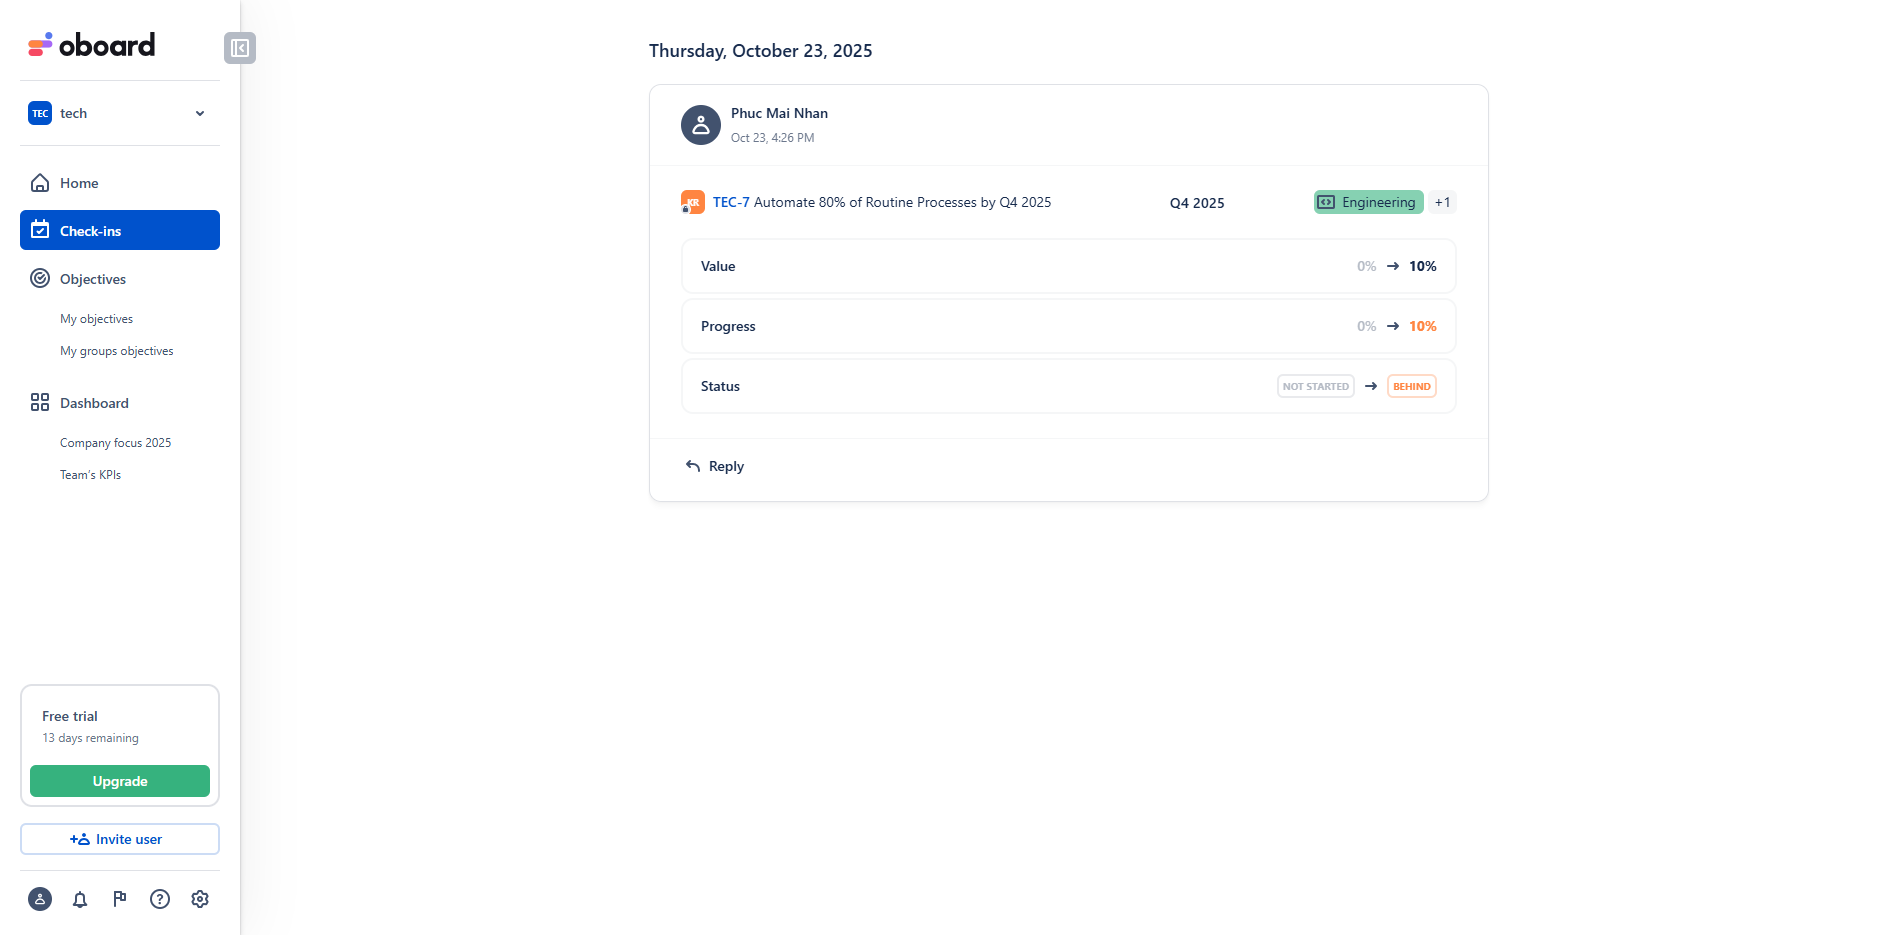 oboard
TEC tech
Home
Check-ins
Objectives
My objectives
My groups objectives
Dashboard
Company focus 2025
Team's KPIs
Free trial
13 days remaining
Upgrade
Invite user
Thursday, October 23, 2025
Phuc Mai Nhan
Oct 23, 4:26 PM
KR TEC-7 Automate 80% of Routine Processes by Q4 2025 Q4 2025 Engineering +1
Value 0% → 10%
Progress 0% → 10%
Status NOT STARTED → BEHIND
Reply